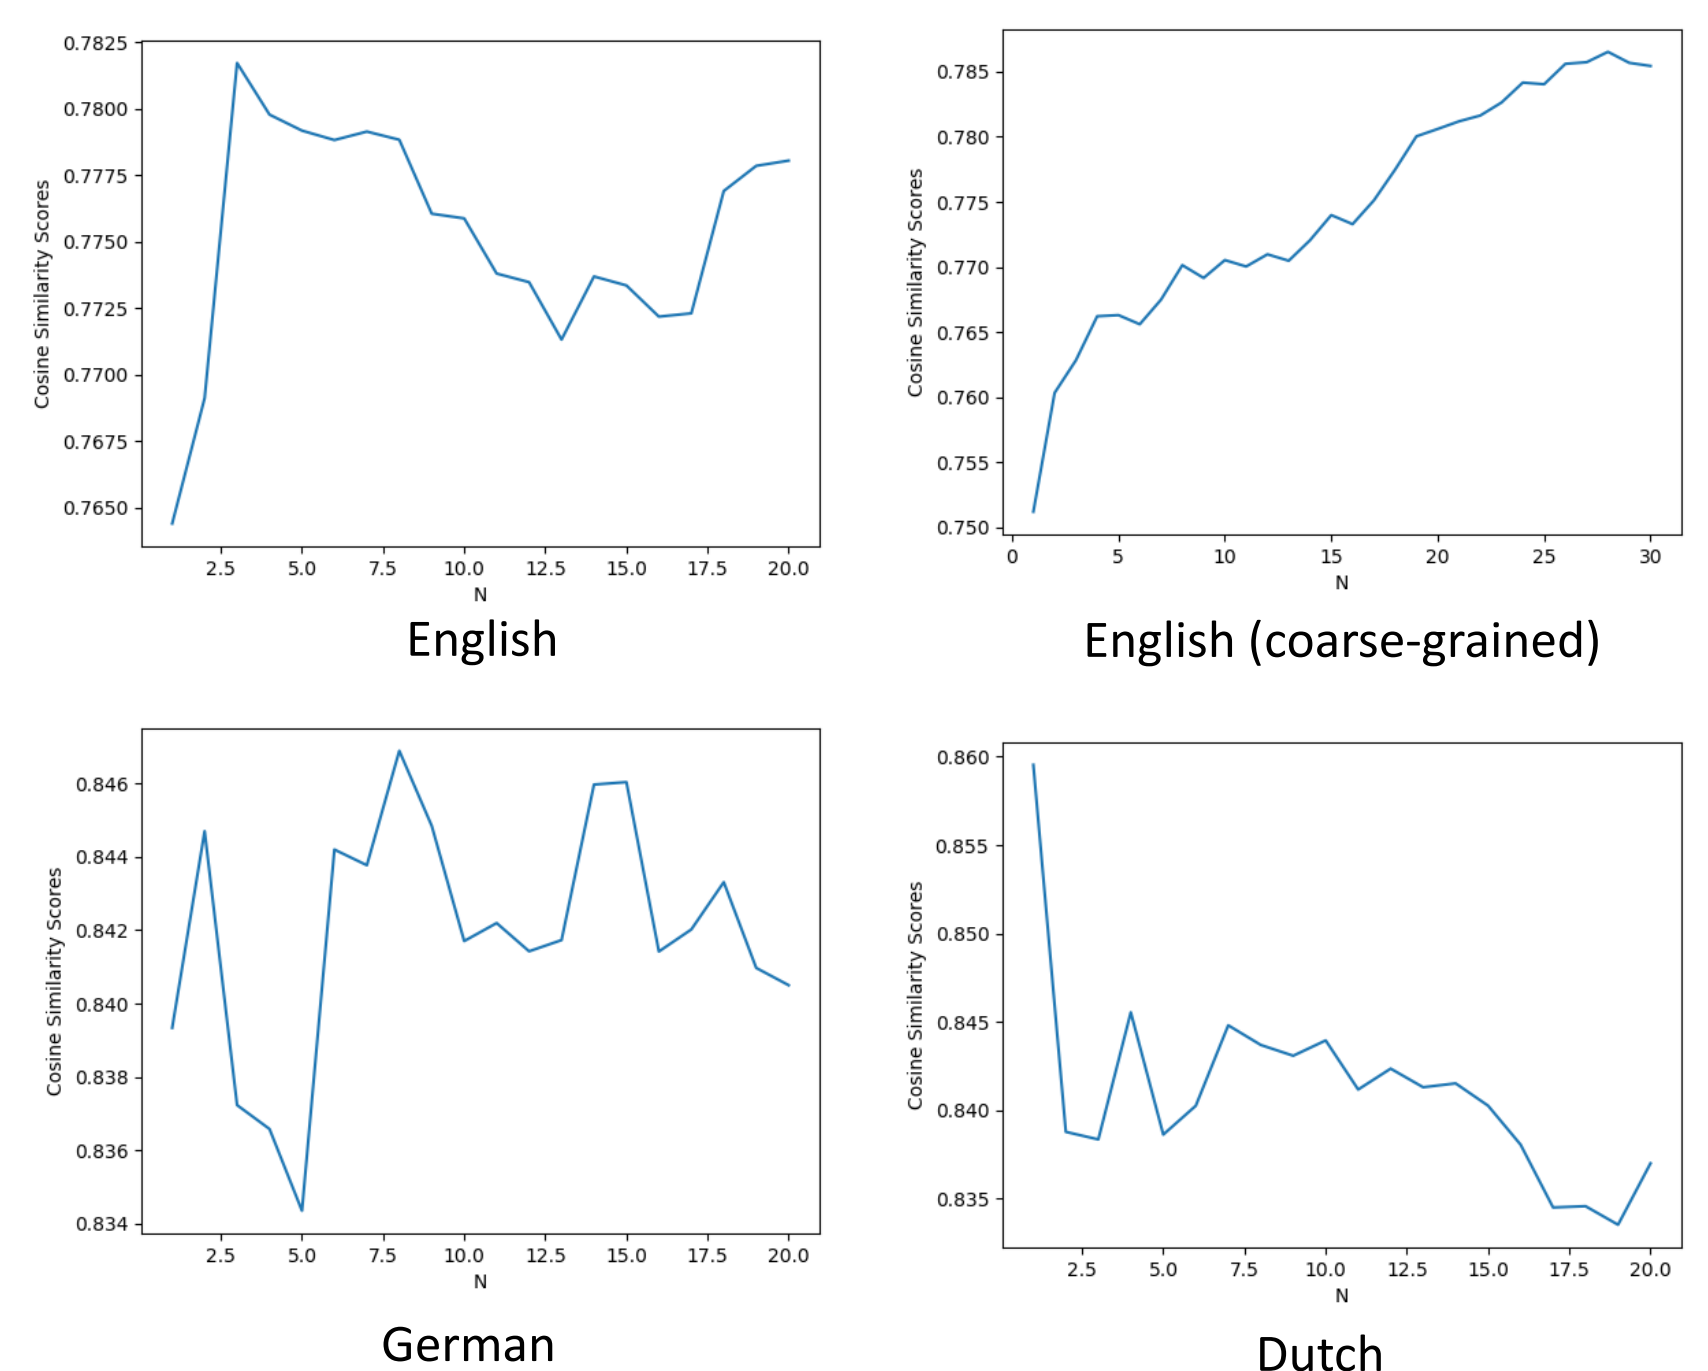 0.7825
0.7800
0.7775
0.7750
0.7725
0.7700
0.7675
0.7650
Cosine Similarity Scores
2.5 5.0 7.5 10.0 12.5 15.0 17.5 20.0
N
English
0.785
0.780
0.775
0.770
0.765
0.760
0.755
0.750
Cosine Similarity Scores
0 5 10 15 20 25 30
N
English (coarse-grained)
0.846
0.844
0.842
0.840
0.838
0.836
0.834
Cosine Similarity Scores
2.5 5.0 7.5 10.0 12.5 15.0 17.5 20.0
N
German
0.860
0.855
0.850
0.845
0.840
0.835
Cosine Similarity Scores
2.5 5.0 7.5 10.0 12.5 15.0 17.5 20.0
N
Dutch